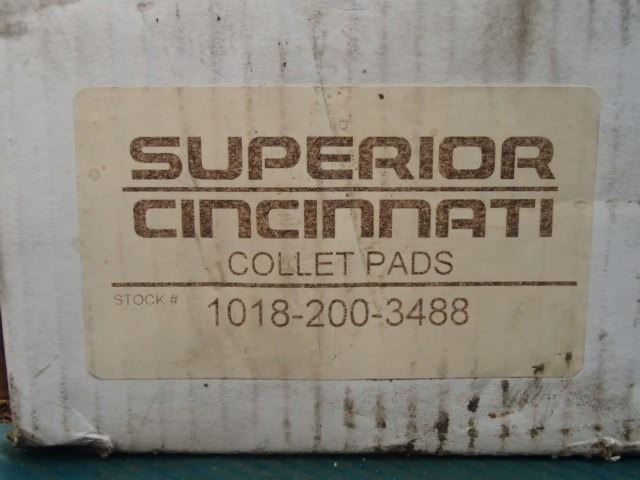 SUPERIOR
CINCINNATI
COLLET PADS
STOCK # 1018-200-3488